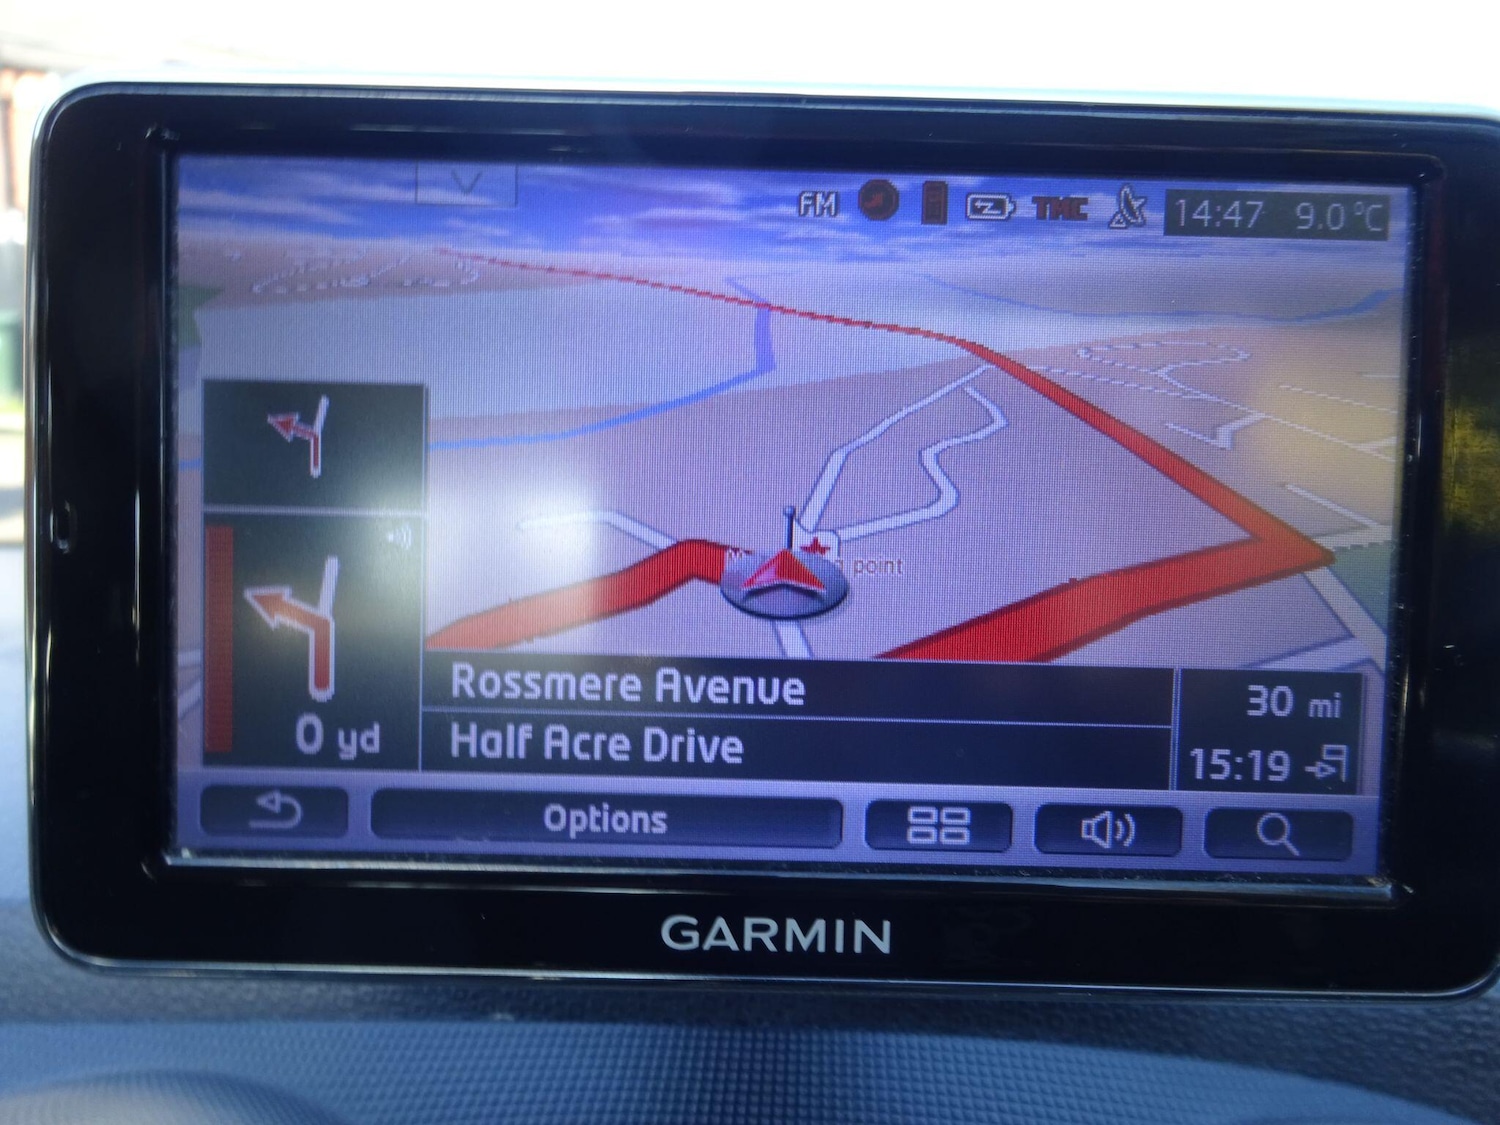 FM TMC 14:47 9.0 °C
point
0 yd
Rossmere Avenue
Half Acre Drive
30 mi
15:19
Options
GARMIN